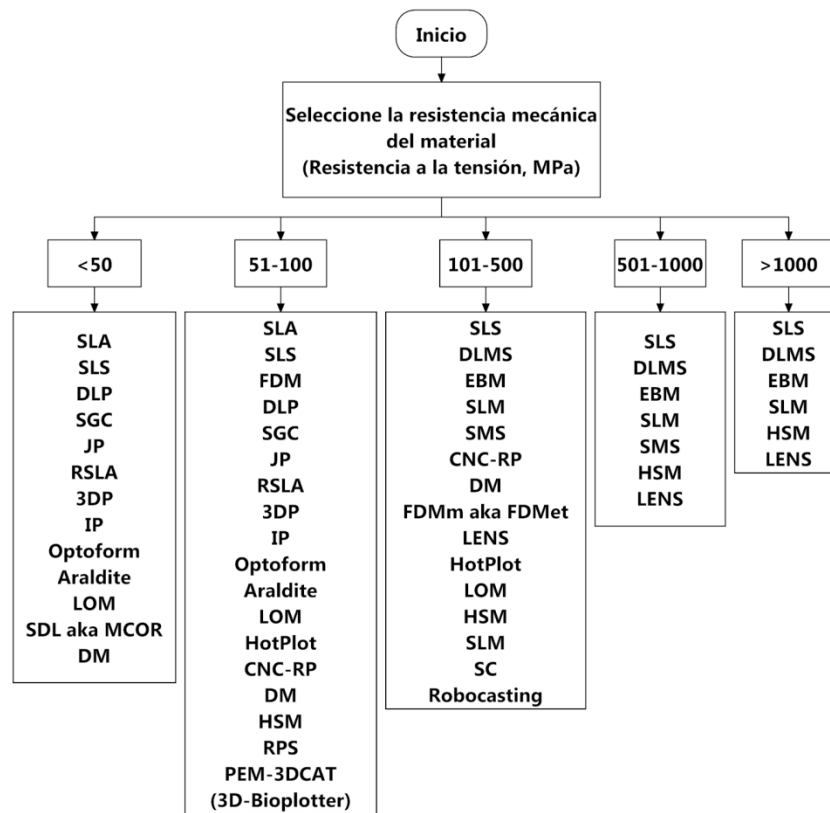 Inicio
Seleccione la resistencia mecánica
del material
(Resistencia a la tensión, MPa)
<50
51-100
101-500
501-1000
>1000
SLA
SLS
DLP
SGC
JP
RSLA
3DP
IP
Optoform
Araldite
LOM
SDL aka MCOR
DM
SLA
SLS
FDM
DLP
SGC
JP
RSLA
3DP
IP
Optoform
Araldite
LOM
HotPlot
CNC-RP
DM
HSM
RPS
PEM-3DCAT
(3D-Bioplotter)
SLS
DLMS
EBM
SLM
SMS
CNC-RP
DM
FDMm aka FDMet
LENS
HotPlot
LOM
HSM
SLM
SC
Robocasting
SLS
DLMS
EBM
SLM
SMS
HSM
LENS
SLS
DLMS
EBM
SLM
HSM
LENS